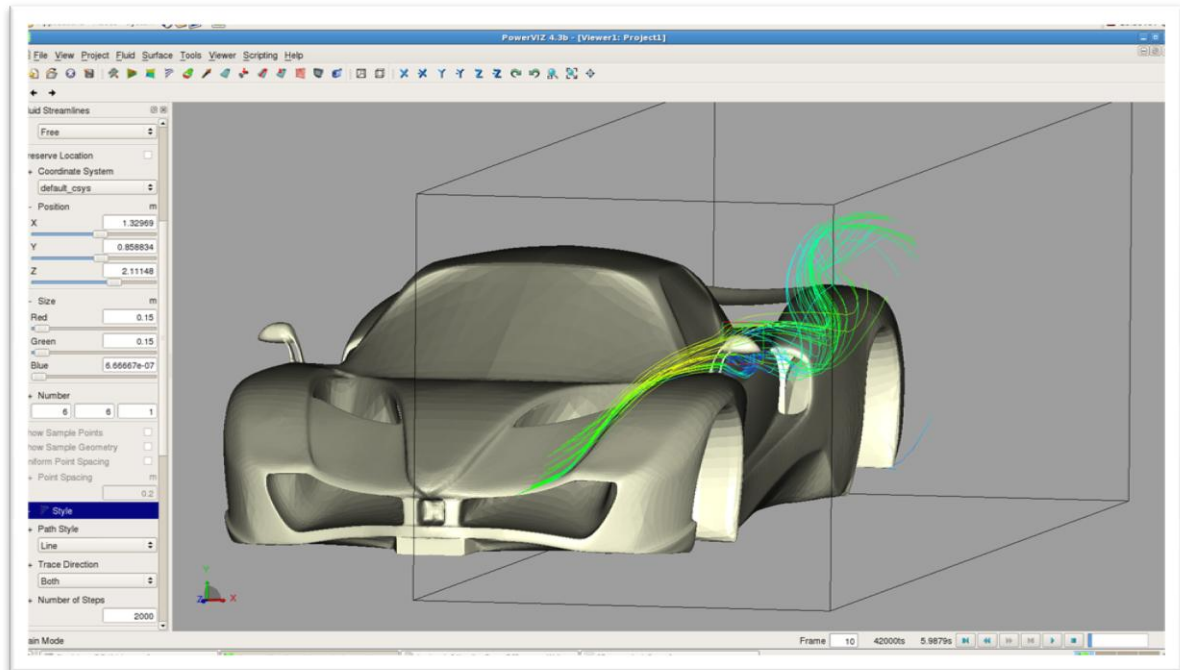 PowerVIZ 4.3b - [Viewer1: Project1]
File View Project Fluid Surface Tools Viewer Scripting Help
X X Y Y Z Z
luid Streamlines
Free
reserve Location
+ Coordinate System
default_csys
- Position m
X 1.32969
Y 0.858834
Z 2.11148
- Size m
Red 0.15
Green 0.15
Blue 6.66667e-07
+ Number
6 6 1
how Sample Points
how Sample Geometry
niform Point Spacing
+ Point Spacing m
0.2
Style
+ Path Style
Line
+ Trace Direction
Both
+ Number of Steps
2000
Y
Z X
ain Mode
Frame 10 42000ts 5.9879s